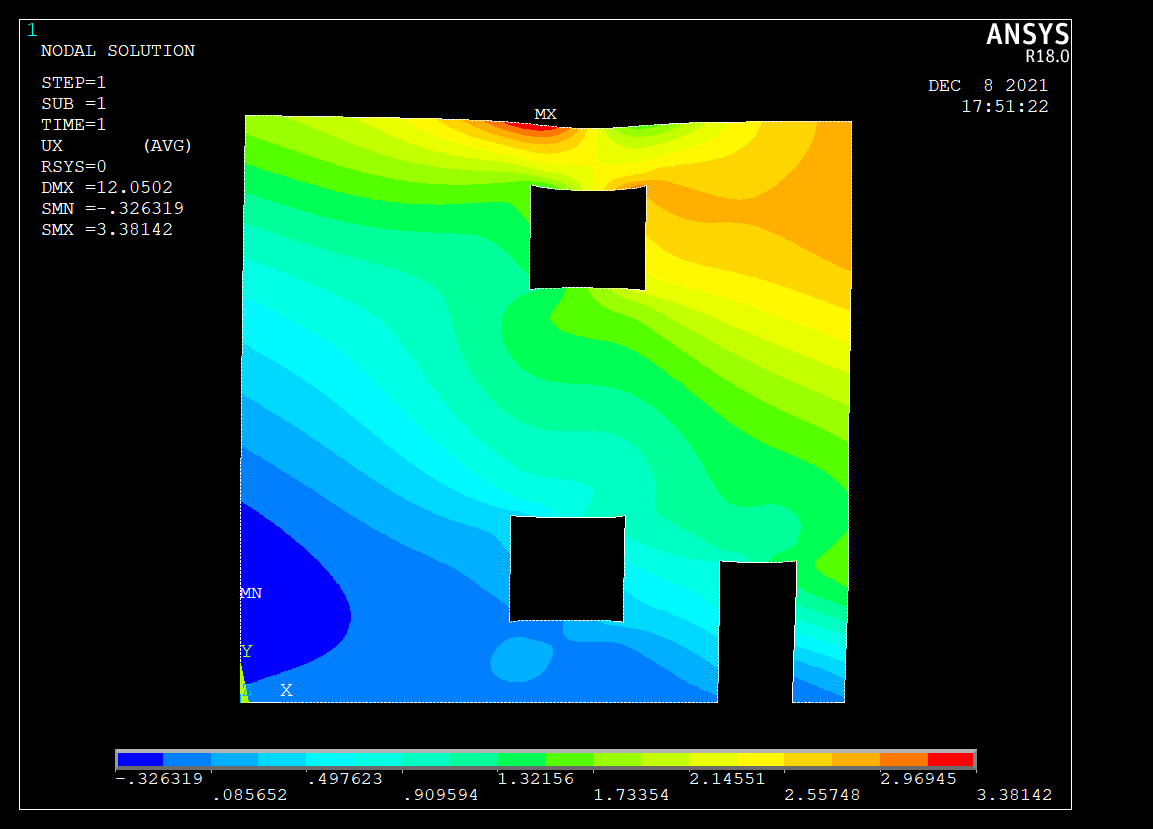 1
ANSYS
R18.0
NODAL SOLUTION
STEP=1
SUB =1
TIME=1
UX (AVG)
RSYS=0
DMX =12.0502
SMN =-.326319
SMX =3.38142
DEC 8 2021
17:51:22
MX
MN
Y
X
-.326319 .497623 1.32156 2.14551 2.96945
.085652 .909594 1.73354 2.55748 3.38142